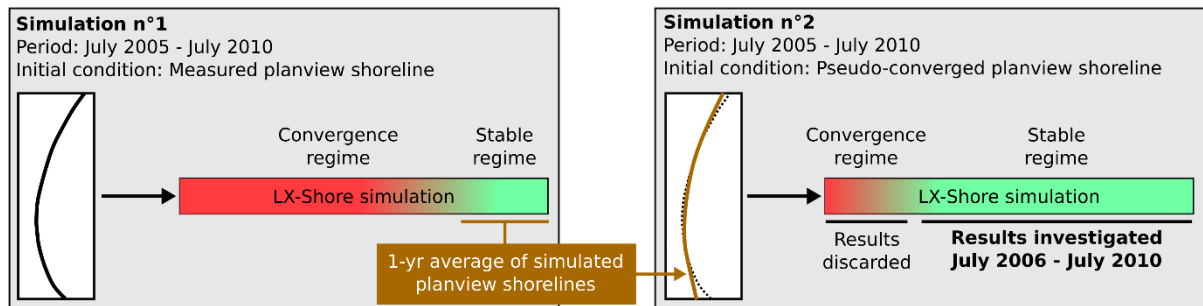 Simulation n°1
Period: July 2005 - July 2010
Initial condition: Measured planview shoreline
Convergence
regime
Stable
regime
LX-Shore simulation
1-yr average of simulated
planview shorelines
Simulation n°2
Period: July 2005 - July 2010
Initial condition: Pseudo-converged planview shoreline
Convergence
regime
Stable
regime
LX-Shore simulation
Results
discarded
Results investigated
July 2006 - July 2010